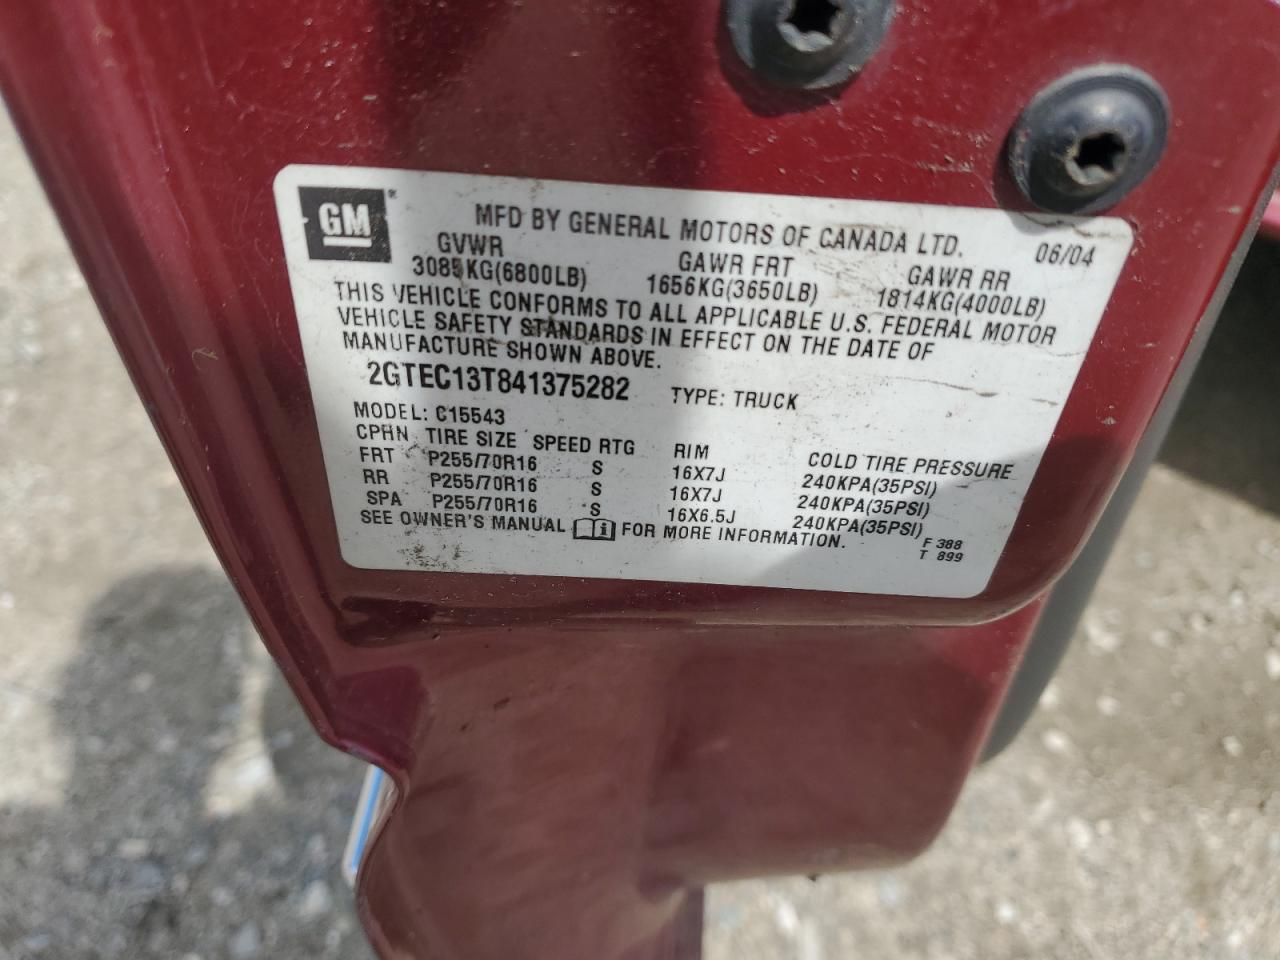 GM®
MFD BY GENERAL MOTORS OF CANADA LTD. 06/04
GVWR GAWR FRT GAWR RR
3085KG(6800LB) 1656KG(3650LB) 1814KG(4000LB)
THIS VEHICLE CONFORMS TO ALL APPLICABLE U.S. FEDERAL MOTOR
VEHICLE SAFETY STANDARDS IN EFFECT ON THE DATE OF
MANUFACTURE SHOWN ABOVE.
2GTEC13T841375282 TYPE: TRUCK
MODEL: C15543
CPHN TIRE SIZE SPEED RTG RIM COLD TIRE PRESSURE
FRT P255/70R16 S 16X7J 240KPA(35PSI)
RR P255/70R16 S 16X7J 240KPA(35PSI)
SPA P255/70R16 S 16X6.5J 240KPA(35PSI)
SEE OWNER'S MANUAL FOR MORE INFORMATION. F 388
T 899